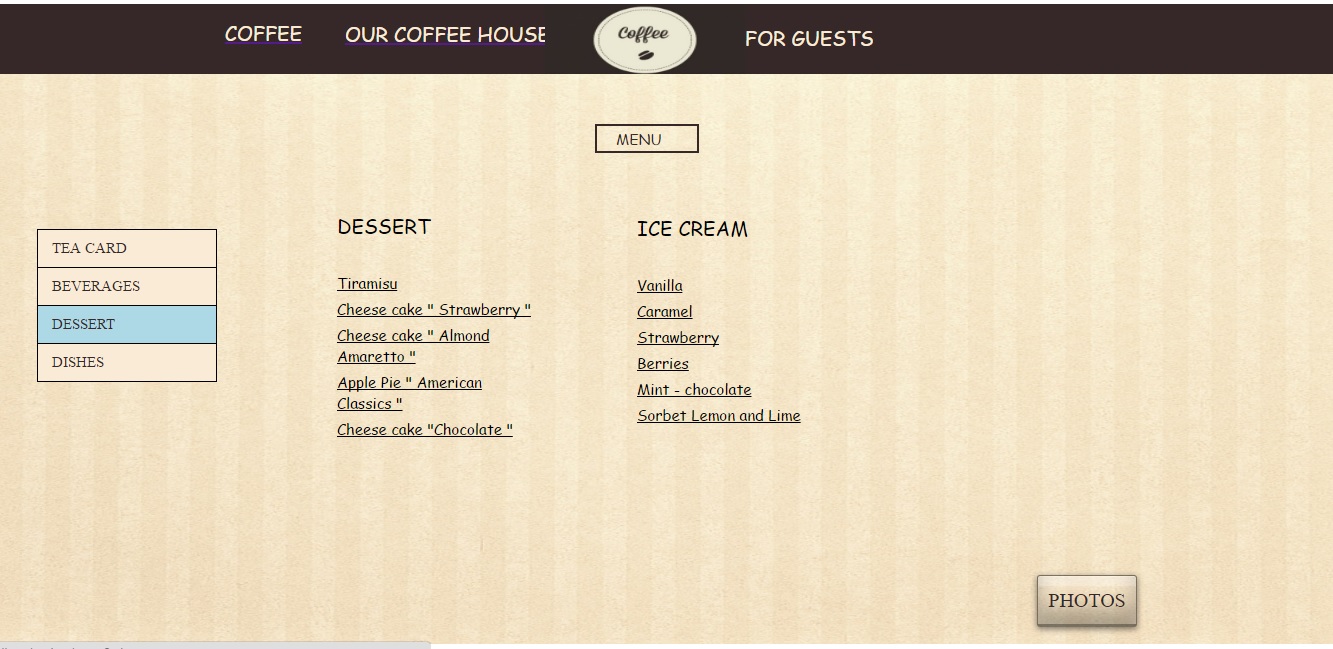 COFFEE
OUR COFFEE HOUSE
Coffee
FOR GUESTS
MENU
TEA CARD
BEVERAGES
DESSERT
DISHES
DESSERT
Tiramisu
Cheese cake " Strawberry "
Cheese cake " Almond
Amaretto "
Apple Pie " American
Classics "
Cheese cake "Chocolate "
ICE CREAM
Vanilla
Caramel
Strawberry
Berries
Mint - chocolate
Sorbet Lemon and Lime
PHOTOS